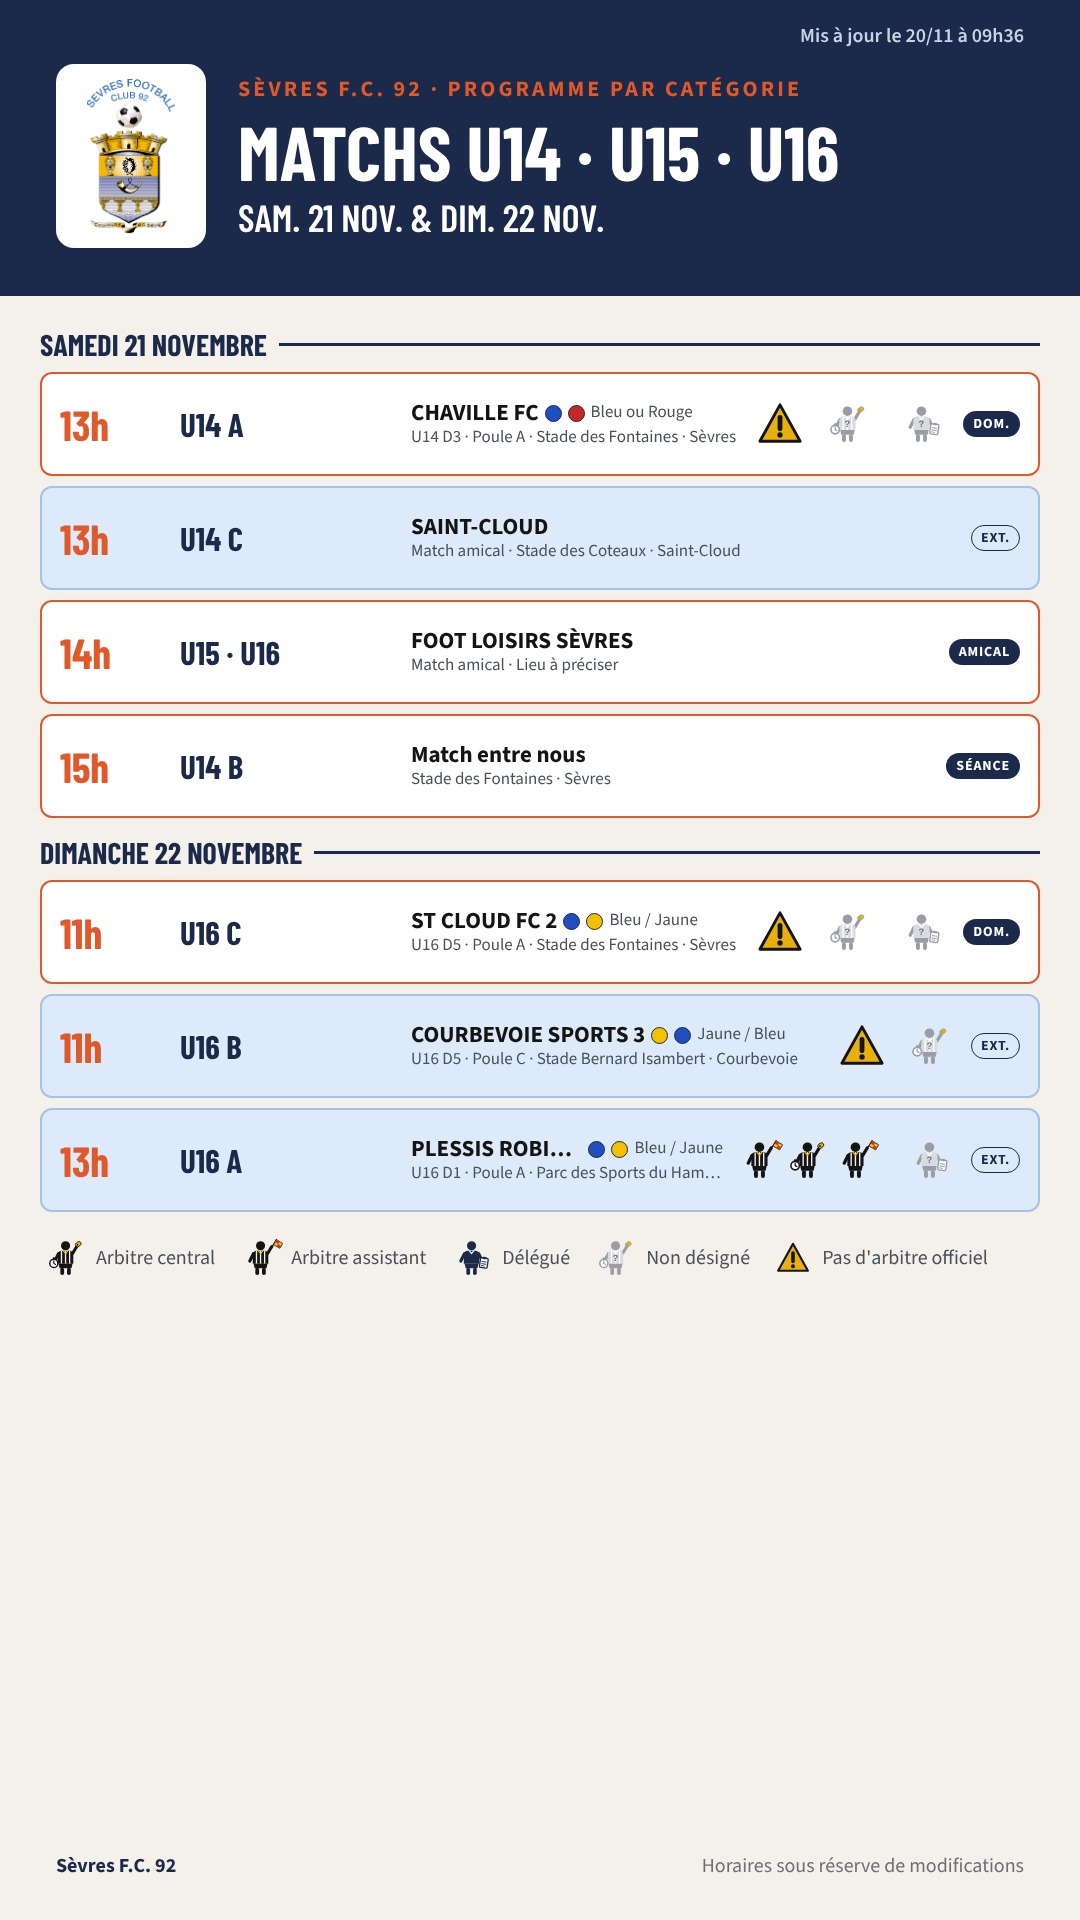 Mis à jour le 20/11 à 09h36
SEVRES FOOTBALL
CLUB 92
SÈVRES F.C. 92 · PROGRAMME PAR CATÉGORIE
MATCHS U14 · U15 · U16
SAM. 21 NOV. & DIM. 22 NOV.
SAMEDI 21 NOVEMBRE
13h
U14 A
CHAVILLE FC Bleu ou Rouge
U14 D3 · Poule A · Stade des Fontaines · Sèvres
DOM.
13h
U14 C
SAINT-CLOUD
Match amical · Stade des Coteaux · Saint-Cloud
EXT.
14h
U15 · U16
FOOT LOISIRS SÈVRES
Match amical · Lieu à préciser
AMICAL
15h
U14 B
Match entre nous
Stade des Fontaines · Sèvres
SÉANCE
DIMANCHE 22 NOVEMBRE
11h
U16 C
ST CLOUD FC 2 Bleu / Jaune
U16 D5 · Poule A · Stade des Fontaines · Sèvres
DOM.
11h
U16 B
COURBEVOIE SPORTS 3 Jaune / Bleu
U16 D5 · Poule C · Stade Bernard Isambert · Courbevoie
EXT.
13h
U16 A
PLESSIS ROBI… Bleu / Jaune
U16 D1 · Poule A · Parc des Sports du Ham…
EXT.
Arbitre central Arbitre assistant Délégué Non désigné Pas d'arbitre officiel
Sèvres F.C. 92
Horaires sous réserve de modifications